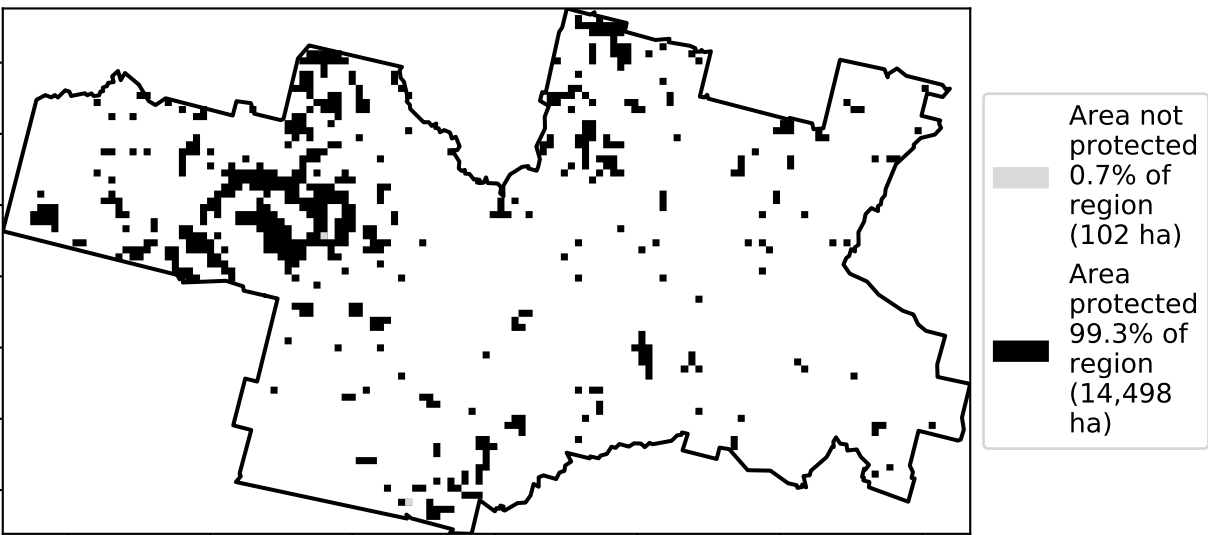 Area not
protected
0.7% of
region
(102 ha)
Area
protected
99.3% of
region
(14,498
ha)